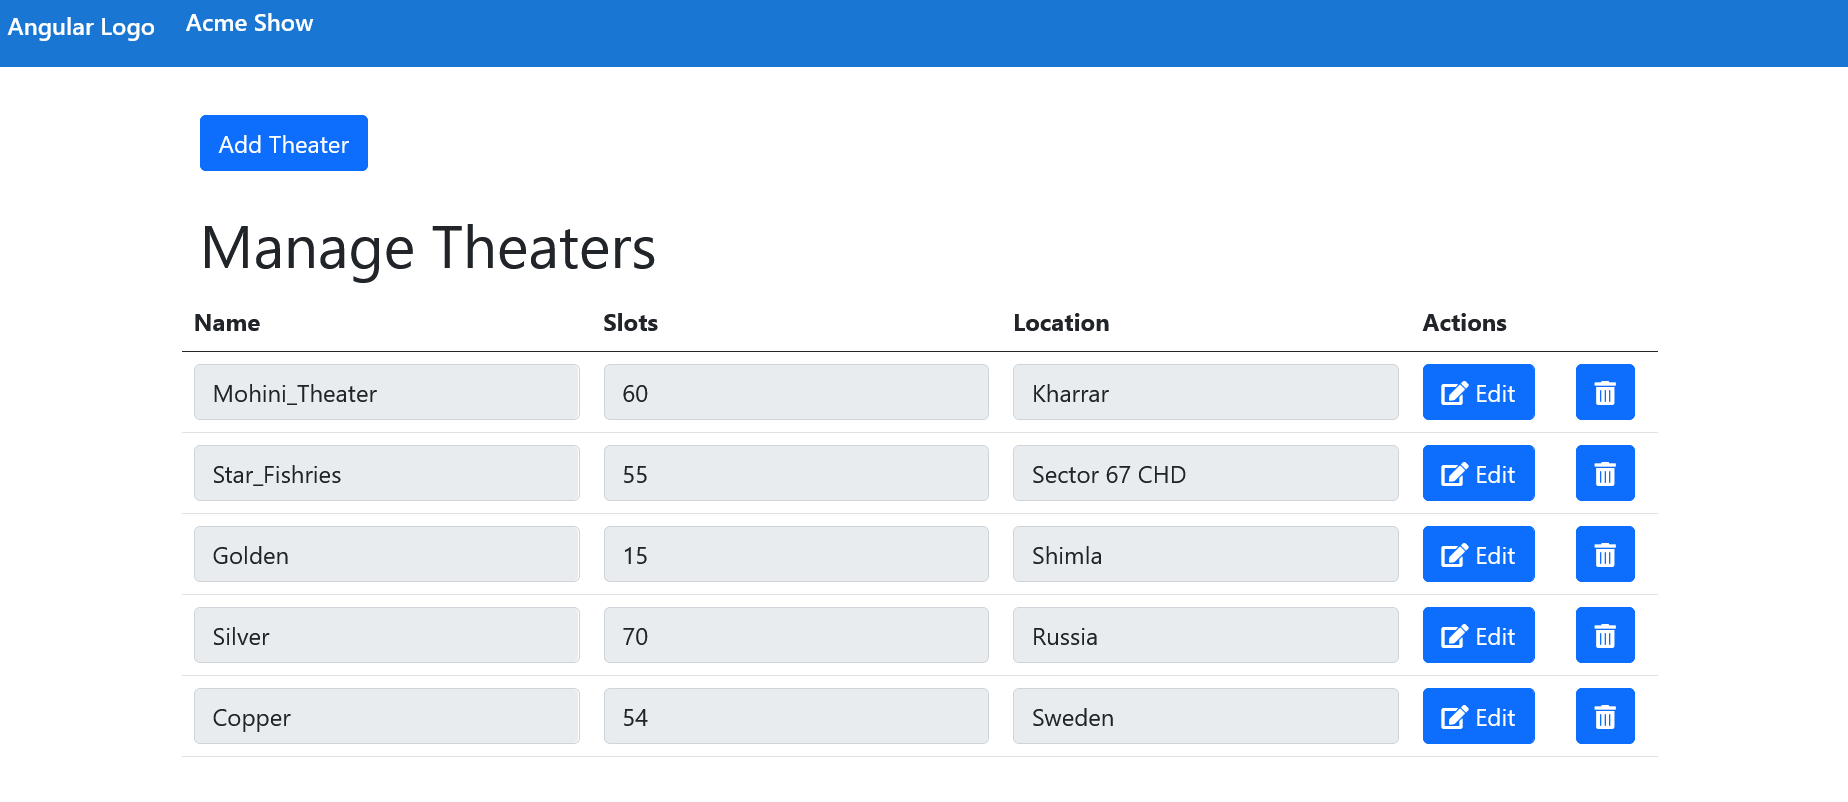 Angular Logo Acme Show
Add Theater
Manage Theaters
Name Slots Location Actions
Mohini_Theater 60 Kharrar Edit
Star_Fishries 55 Sector 67 CHD Edit
Golden 15 Shimla Edit
Silver 70 Russia Edit
Copper 54 Sweden Edit